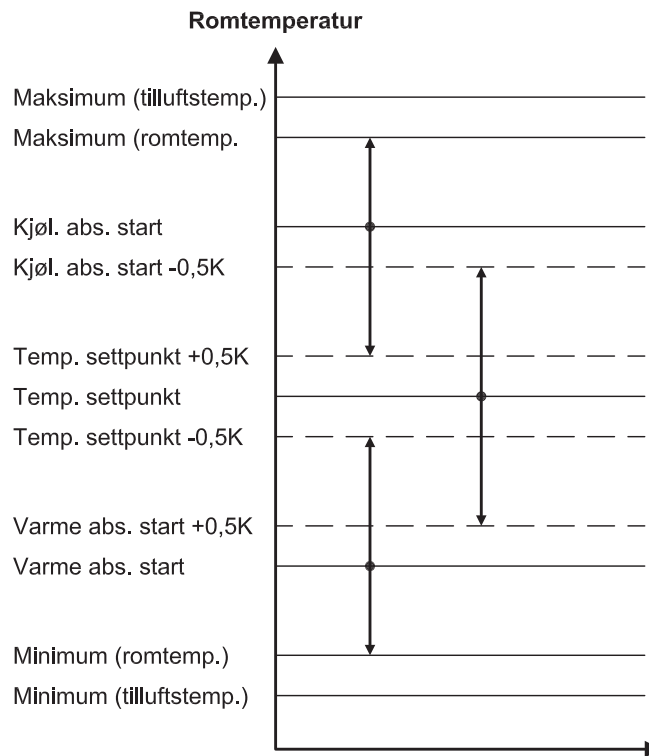 Romtemperatur
Maksimum (tilluftstemp.)
Maksimum (romtemp.
Kjøl. abs. start
Kjøl. abs. start -0,5K
Temp. settpunkt +0,5K
Temp. settpunkt
Temp. settpunkt -0,5K
Varme abs. start +0,5K
Varme abs. start
Minimum (romtemp.)
Minimum (tilluftstemp.)